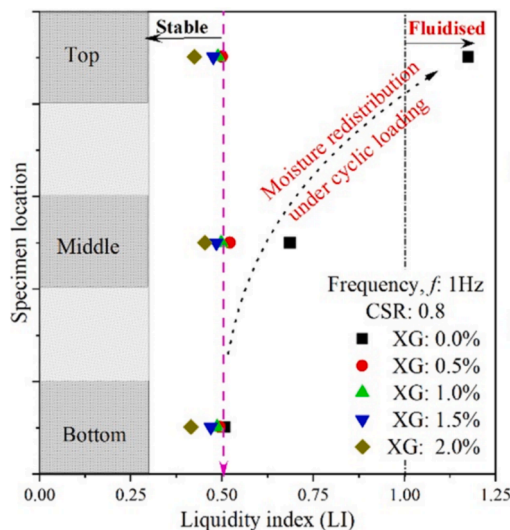 Stable
Fluidised
Top
Moisture redistribution
under cyclic loading
Specimen location
Middle
Frequency, f: 1Hz
CSR: 0.8
XG: 0.0%
XG: 0.5%
XG: 1.0%
XG: 1.5%
XG: 2.0%
Bottom
0.00 0.25 0.50 0.75 1.00 1.25
Liquidity index (LI)